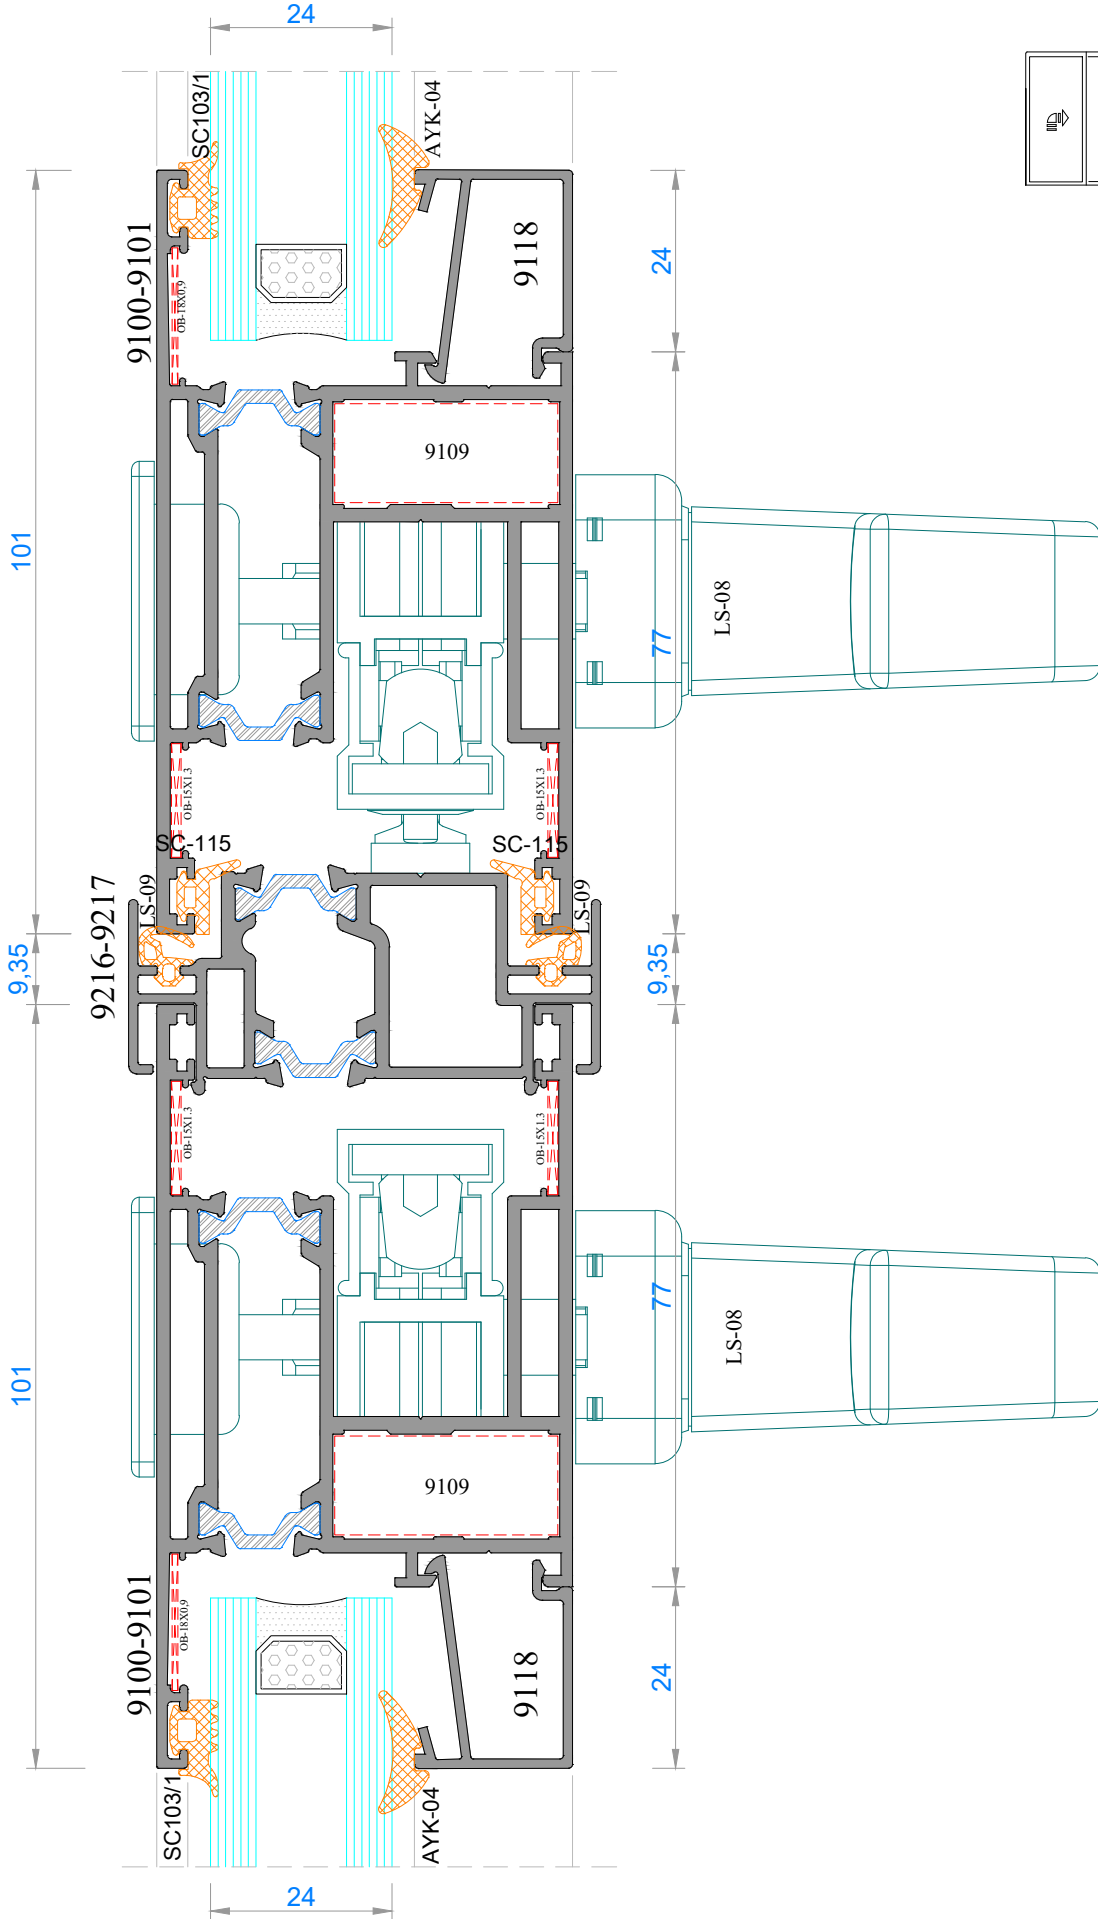 24
SC103/1
AYK-04
9100-9101
OB-18X0,9
9118
24
9109
101
LS-08
77
OB-15X1.3
OB-15X1.3
SC-115
SC-115
9216-9217
LS-09
LS-09
9,35
9,35
OB-15X1.3
OB-15X1.3
77
LS-08
101
9109
9100-9101
OB-18X0,9
9118
24
SC103/1
AYK-04
24